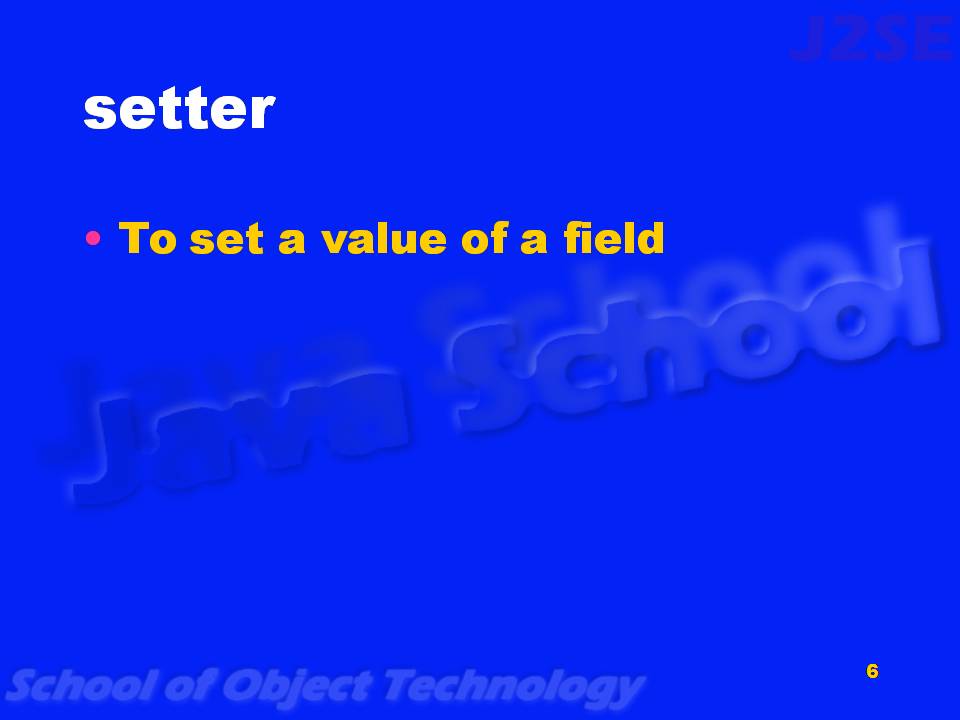 J2SE
setter
• To set a value of a field
Java School
School of Object Technology
6